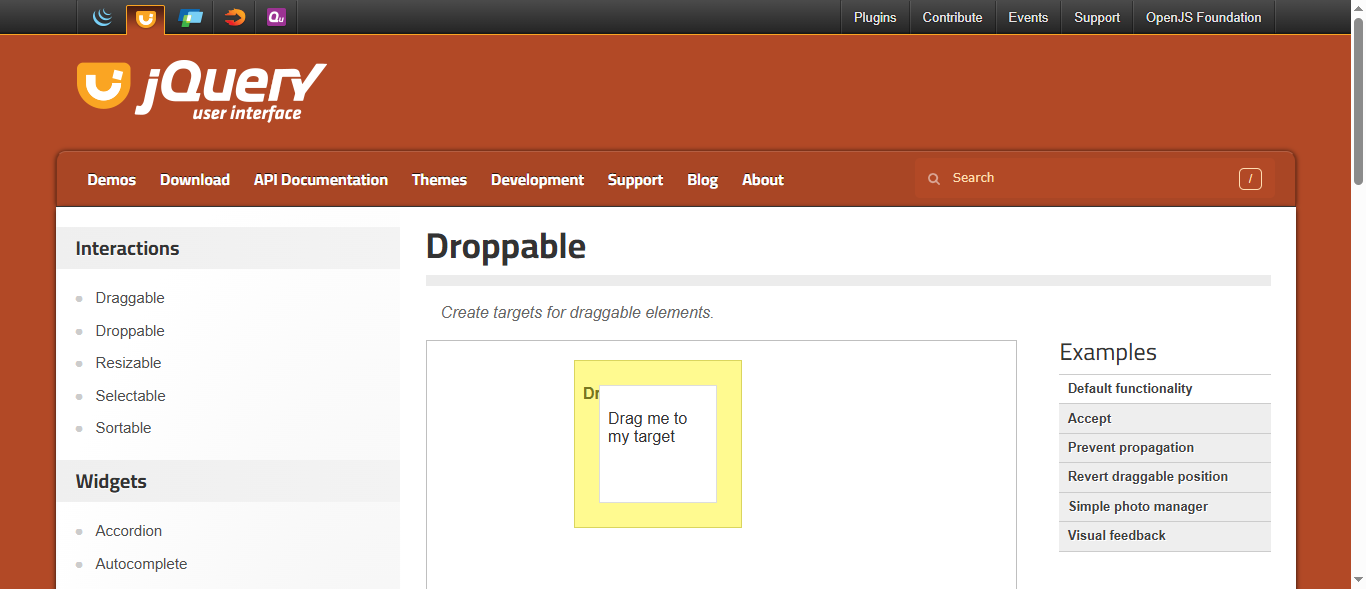 Plugins
Contribute
Events
Support
OpenJS Foundation
Qu
jQuery
user interface
Demos
Download
API Documentation
Themes
Development
Support
Blog
About
Search
/
Interactions
Draggable
Droppable
Resizable
Selectable
Sortable
Widgets
Accordion
Autocomplete
Droppable
Create targets for draggable elements.
Dr
Drag me to
my target
Examples
Default functionality
Accept
Prevent propagation
Revert draggable position
Simple photo manager
Visual feedback